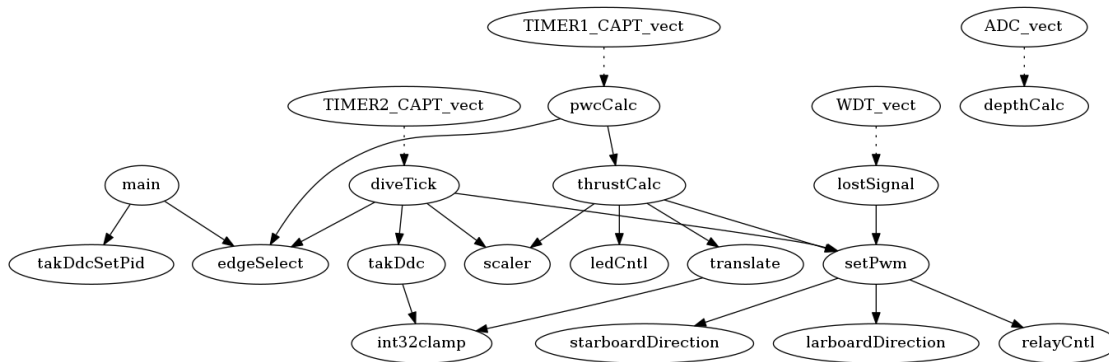 TIMER1_CAPT_vect
ADC_vect
TIMER2_CAPT_vect
pwcCalc
WDT_vect
depthCalc
main
diveTick
thrustCalc
lostSignal
takDdcSetPid
edgeSelect
takDdc
scaler
ledCntl
translate
setPwm
int32clamp
starboardDirection
larboardDirection
relayCntl